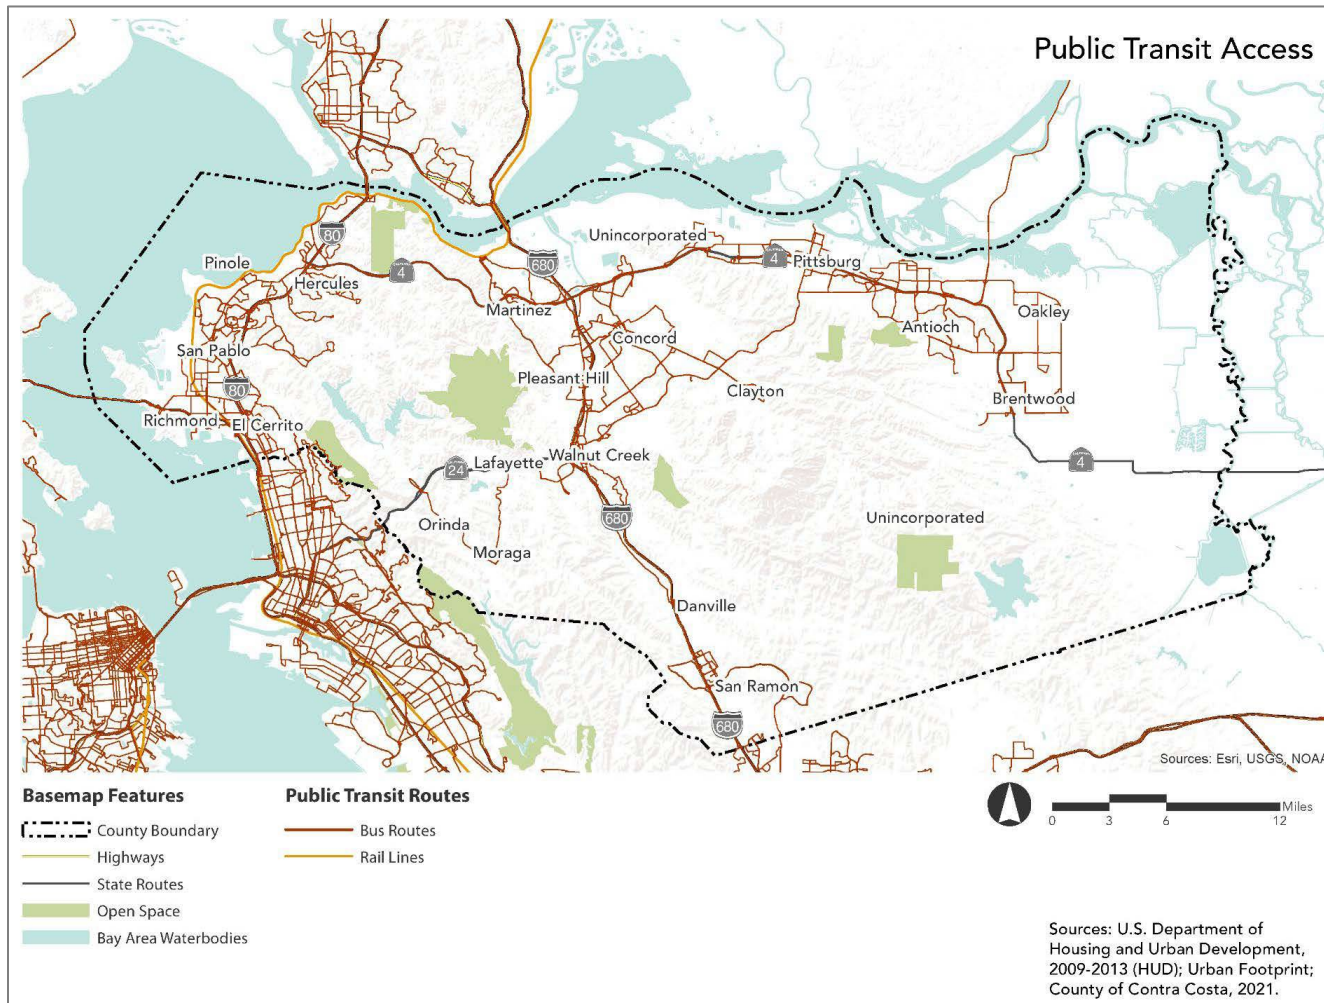 Public Transit Access
Unincorporated
80
680
4
Pittsburg
Pinole
4
Hercules
Martinez
Oakley
Antioch
Concord
San Pablo
Pleasant Hill
80
Clayton
Brentwood
Richmond
El Cerrito
Walnut Creek
Lafayette
24
4
680
Unincorporated
Orinda
Moraga
Danville
San Ramon
680
Sources: Esri, USGS, NOAA
Basemap Features
County Boundary
Highways
State Routes
Open Space
Bay Area Waterbodies
Public Transit Routes
Bus Routes
Rail Lines
Miles
0 3 6 12
Sources: U.S. Department of
Housing and Urban Development,
2009-2013 (HUD); Urban Footprint;
County of Contra Costa, 2021.